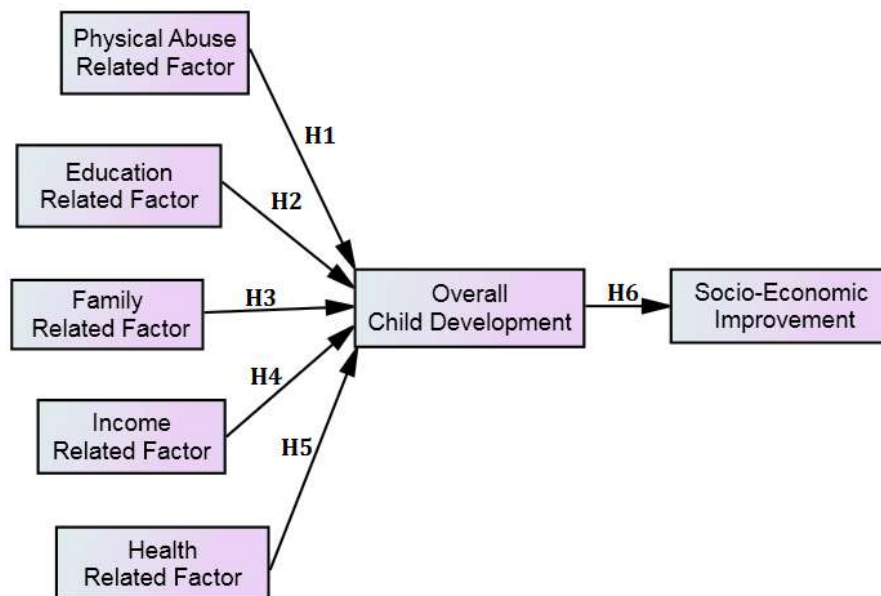 Physical Abuse
Related Factor
H1
Education
Related Factor
H2
Family
Related Factor
H3
Overall
Child Development
H6
Socio-Economic
Improvement
Income
Related Factor
H4
Health
Related Factor
H5